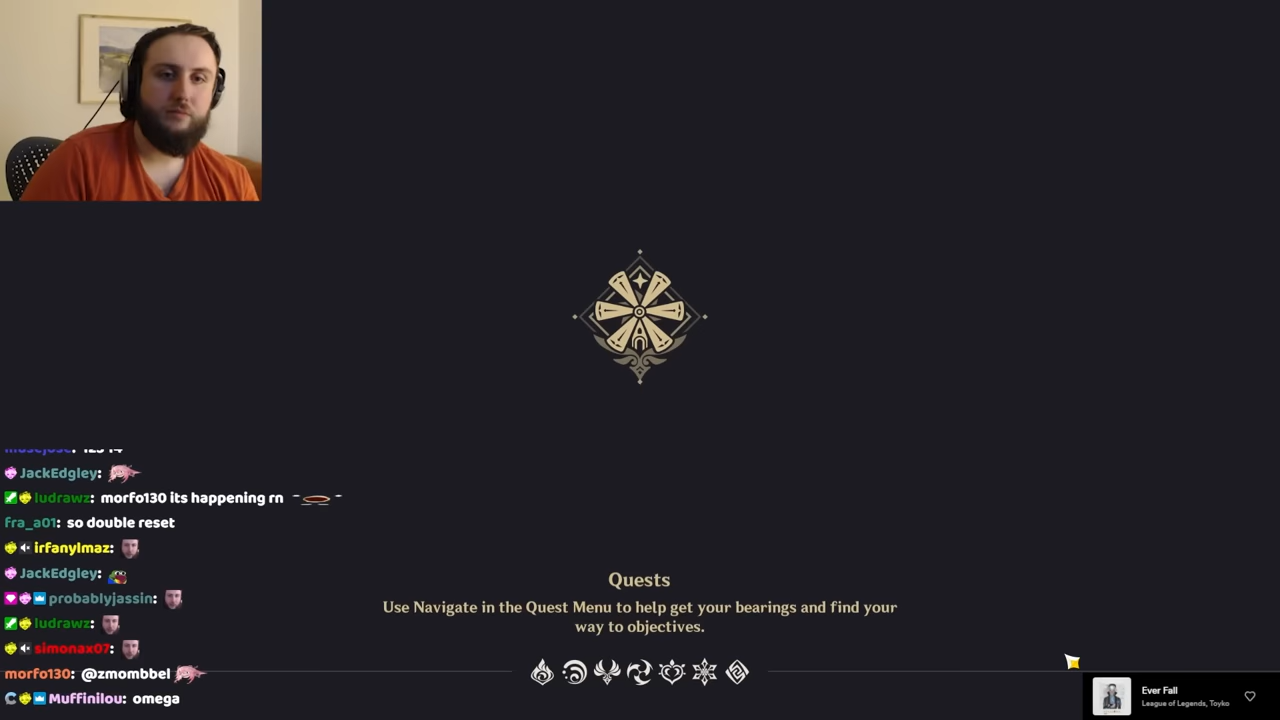 JackEdgley:
ludrawz: morfo130 its happening rn
fra_a01: so double reset
irfanylmaz:
JackEdgley:
probablyjassin:
ludrawz:
simonax07:
morfo130: @zmombbel
Muffinilou: omega
Quests
Use Navigate in the Quest Menu to help get your bearings and find your
way to objectives.
Ever Fall
League of Legends, Toyko